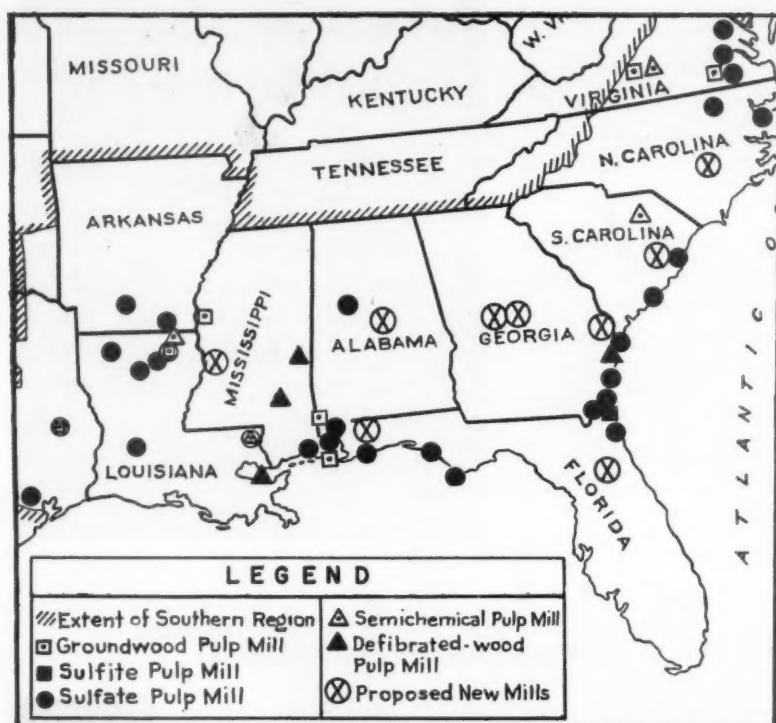 W. VI
MISSOURI
KENTUCKY
VIRGINIA
TENNESSEE
N. CAROLINA
ARKANSAS
S. CAROLINA
MISSISSIPPI
ALABAMA
GEORGIA
LOUISIANA
FLORIDA
ATLANTIC O
LEGEND
Extent of Southern Region
Groundwood Pulp Mill
Sulfite Pulp Mill
Sulfate Pulp Mill
Semichemical Pulp Mill
Defibrated-wood
Pulp Mill
Proposed New Mills